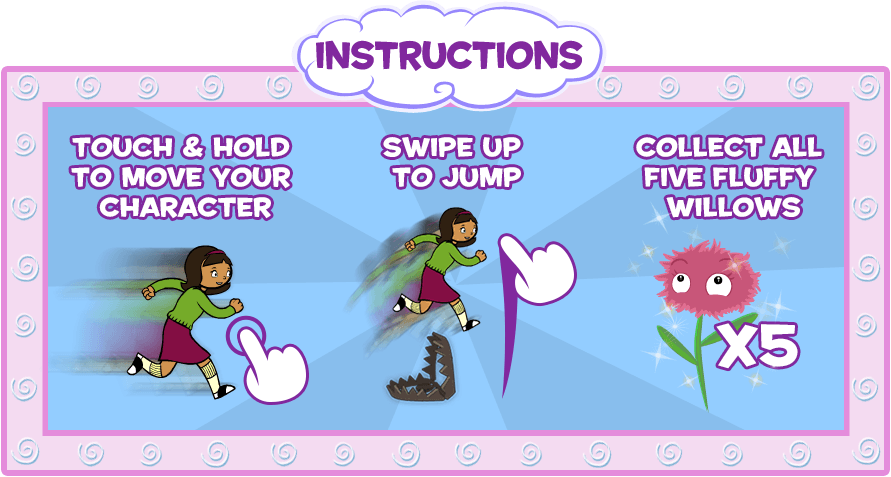 INSTRUCTIONS
TOUCH & HOLD
TO MOVE YOUR
CHARACTER
SWIPE UP
TO JUMP
COLLECT ALL
FIVE FLUFFY
WILLOWS
X5